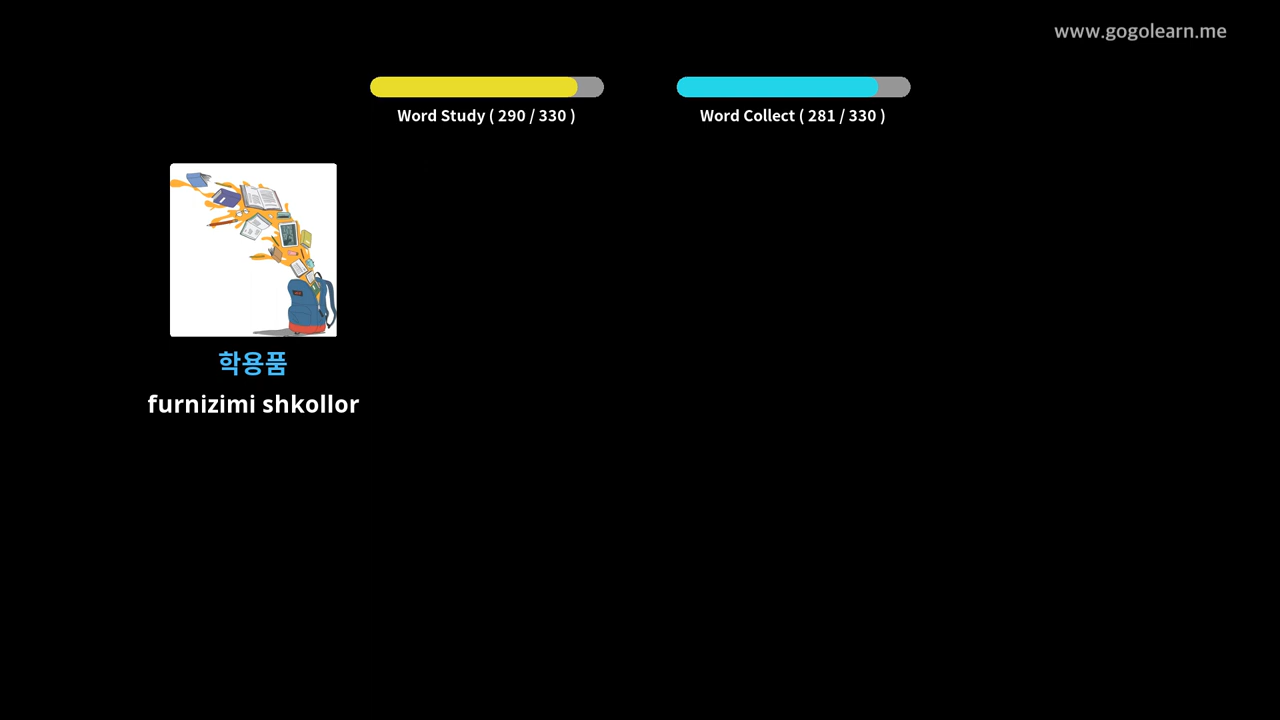 www.gogolearn.me
Word Study ( 290 / 330 )
Word Collect ( 281 / 330 )
학용품
furnizimi shkollor